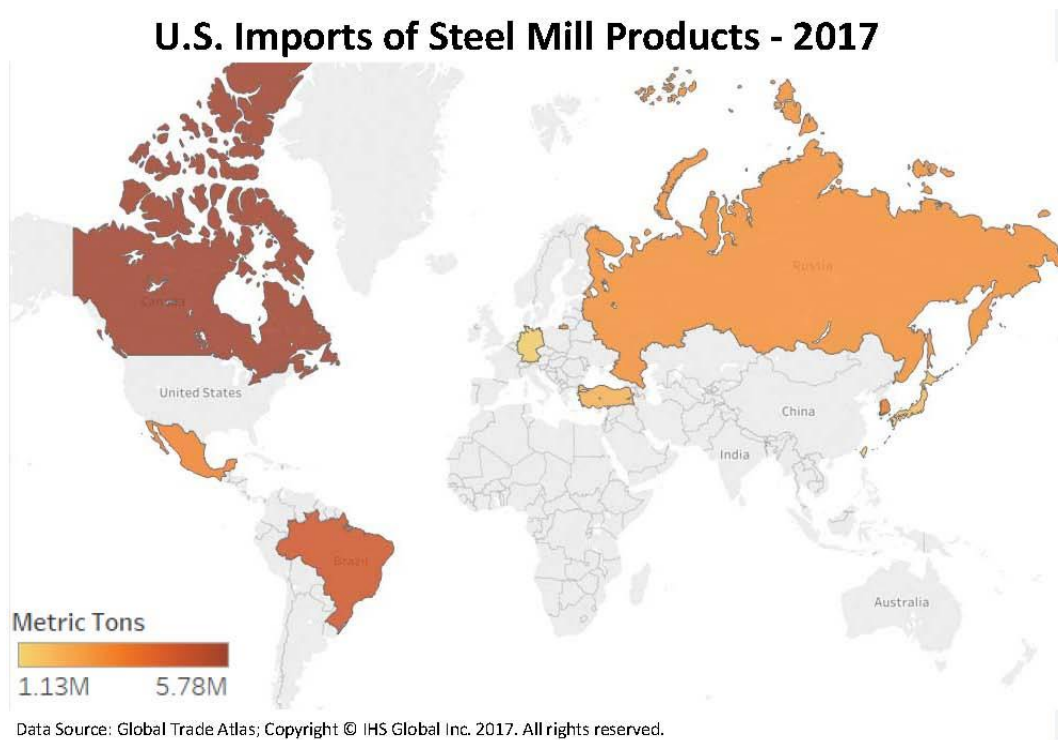 U.S. Imports of Steel Mill Products - 2017
Canada
Russia
United States
China
India
Brazil
Australia
Metric Tons
1.13M 5.78M
Data Source: Global Trade Atlas; Copyright © IHS Global Inc. 2017. All rights reserved.